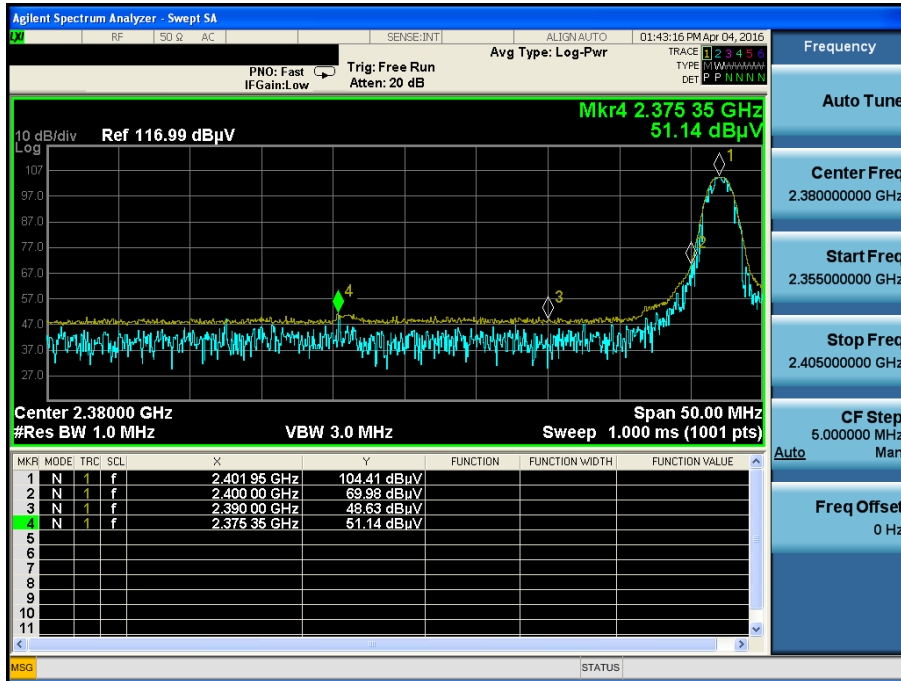 Agilent Spectrum Analyzer - Swept SA
LXI RF 50 Ω AC SENSE:INT ALIGN AUTO 01:43:16 PM Apr 04, 2016
Avg Type: Log-Pwr
TRACE 1 2 3 4 5 6
PNO: Fast Trig: Free Run
TYPE M W W W W W
IFGain:Low Atten: 20 dB
DET P P N N N N
Mkr4 2.375 35 GHz
51.14 dBµV
10 dB/div Ref 116.99 dBµV
Log
107
97.0
87.0
77.0
67.0
57.0
47.0
37.0
27.0
1
2
3
4
Center 2.38000 GHz Span 50.00 MHz
#Res BW 1.0 MHz VBW 3.0 MHz Sweep 1.000 ms (1001 pts)
MKR MODE TRC SCL X Y FUNCTION FUNCTION WIDTH FUNCTION VALUE
1 N 1 f 2.401 95 GHz 104.41 dBµV
2 N 1 f 2.400 00 GHz 69.98 dBµV
3 N 1 f 2.390 00 GHz 48.63 dBµV
4 N 1 f 2.375 35 GHz 51.14 dBµV
5
6
7
8
9
10
11
MSG STATUS
Frequency
Auto Tune
Center Freq
2.380000000 GHz
Start Freq
2.355000000 GHz
Stop Freq
2.405000000 GHz
CF Step
5.000000 MHz
Auto Man
Freq Offset
0 Hz